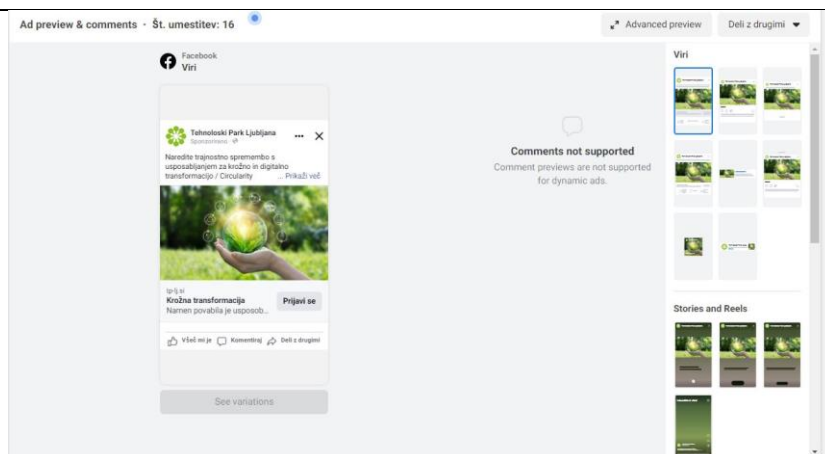 Ad preview & comments · Št. umestitev: 16
Advanced preview
Deli z drugimi
Facebook
Viri
Tehnoloski Park Ljubljana
Sponzorirano
Naredite trajnostno spremembo s
usposabljanjem za krožno in digitalno
transformacijo / Circularity ... Prikaži več
tp-lj.si
Krožna transformacija
Namen povabila je usposob...
Prijavi se
Všeč mi je
Komentiraj
Deli z drugimi
See variations
Comments not supported
Comment previews are not supported
for dynamic ads.
Viri
Stories and Reels